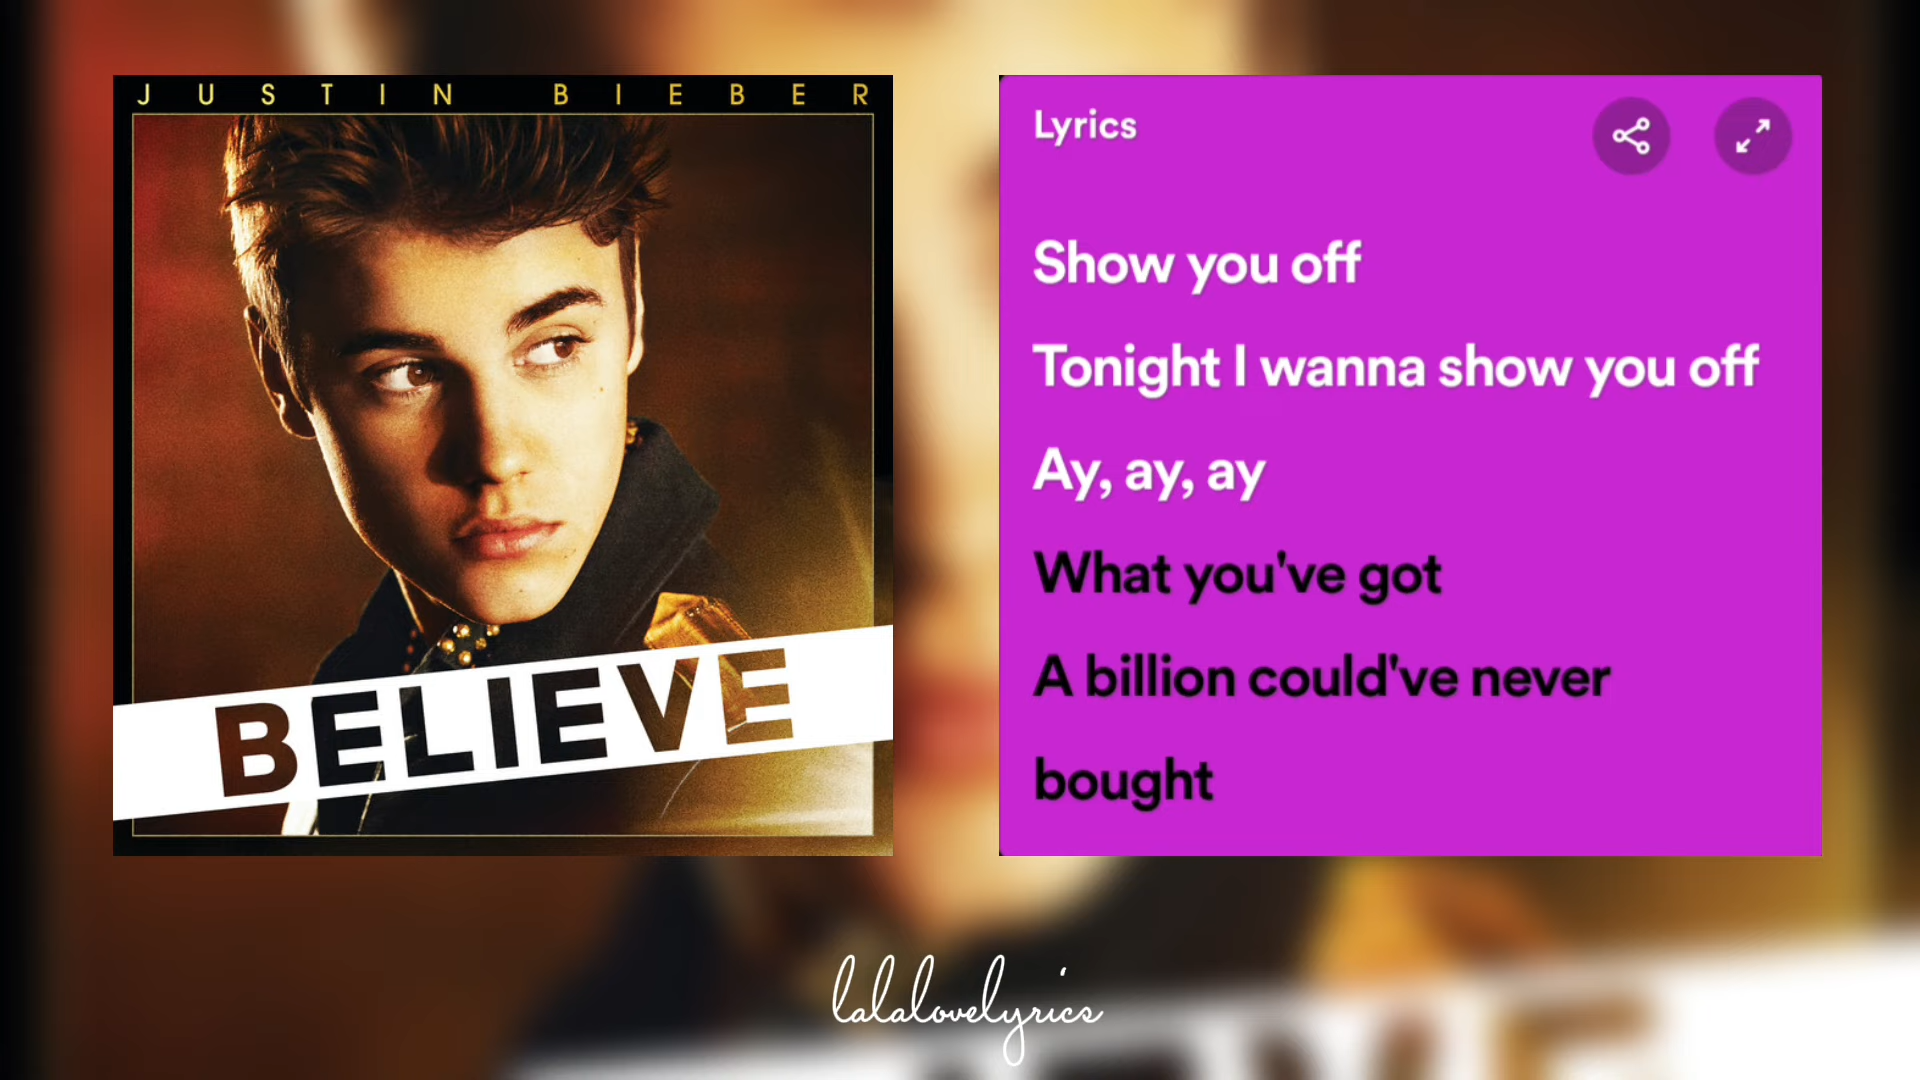 JUSTIN BIEBER
BELIEVE
Lyrics
Show you off
Tonight I wanna show you off
Ay, ay, ay
What you've got
A billion could've never
bought
lalalovelyrics